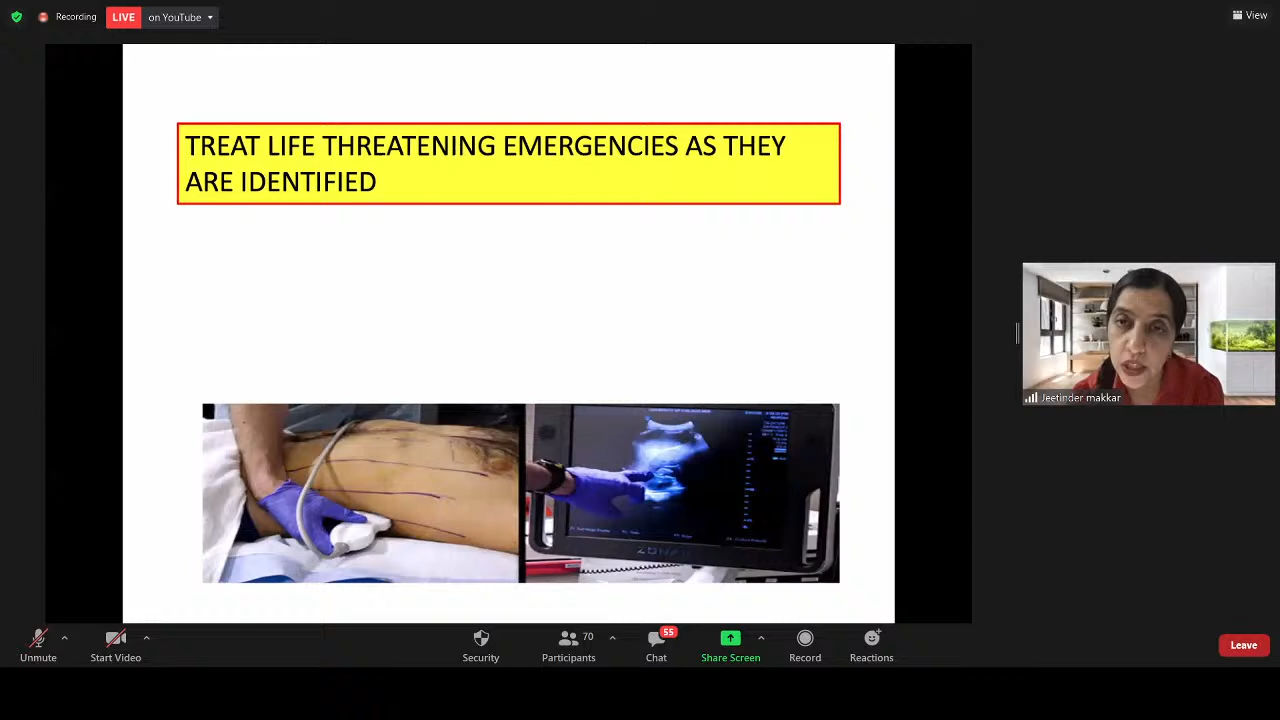 Recording
LIVE
on YouTube
View
TREAT LIFE THREATENING EMERGENCIES AS THEY
ARE IDENTIFIED
Jeetinder makkar
ZONARE
Unmute
Start Video
Security
70
Participants
55
Chat
Share Screen
Record
Reactions
Leave